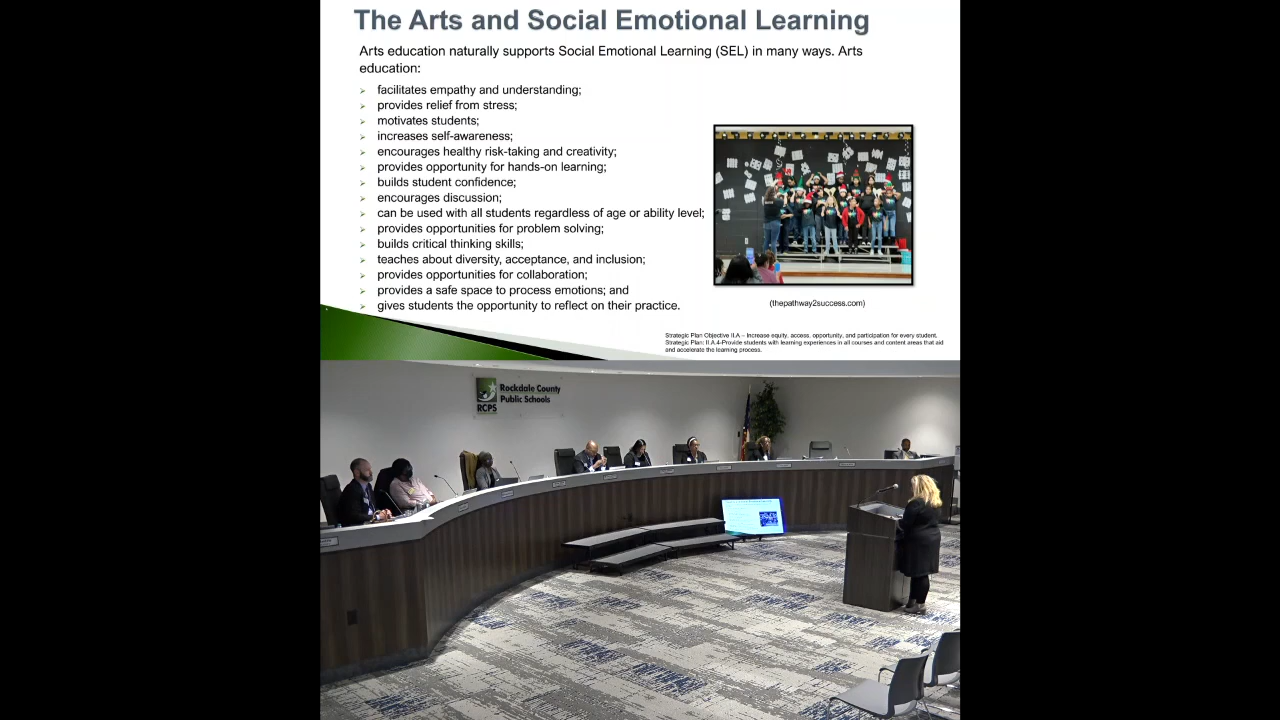 The Arts and Social Emotional Learning
Arts education naturally supports Social Emotional Learning (SEL) in many ways. Arts
education:
facilitates empathy and understanding;
provides relief from stress;
motivates students;
increases self-awareness;
encourages healthy risk-taking and creativity;
provides opportunity for hands-on learning;
builds student confidence;
encourages discussion;
can be used with all students regardless of age or ability level;
provides opportunities for problem solving;
builds critical thinking skills;
teaches about diversity, acceptance, and inclusion;
provides opportunities for collaboration;
provides a safe space to process emotions; and
gives students the opportunity to reflect on their practice.
(thepathway2success.com)
Strategic Plan Objective II.A – Increase equity, access, opportunity, and participation for every student.
Strategic Plan: II.A.4-Provide students with learning experiences in all courses and content areas that aid
and accelerate the learning process.
Rockdale County
Public Schools
RCPS